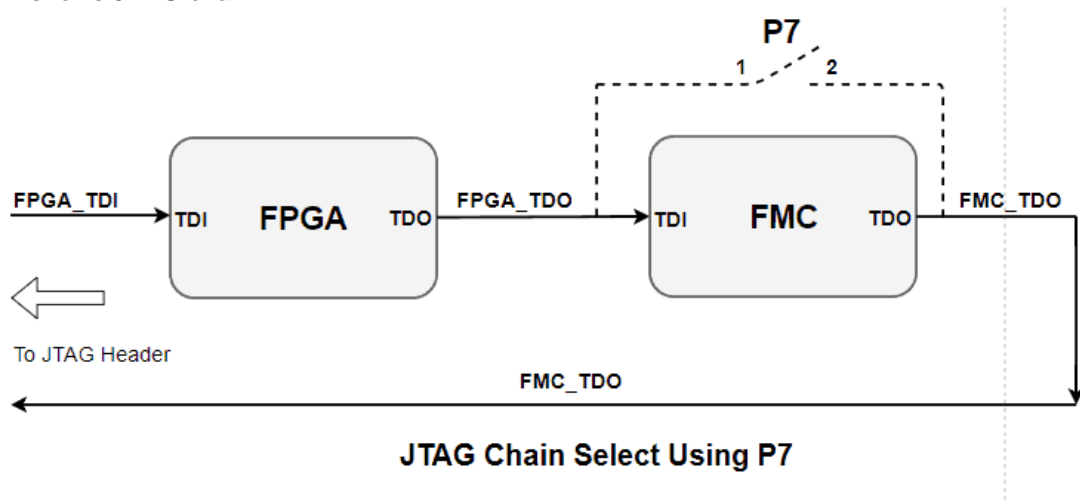 P7
1 2
FPGA_TDI
FPGA_TDO
FMC_TDO
TDI FPGA TDO
TDI FMC TDO
To JTAG Header
FMC_TDO
JTAG Chain Select Using P7